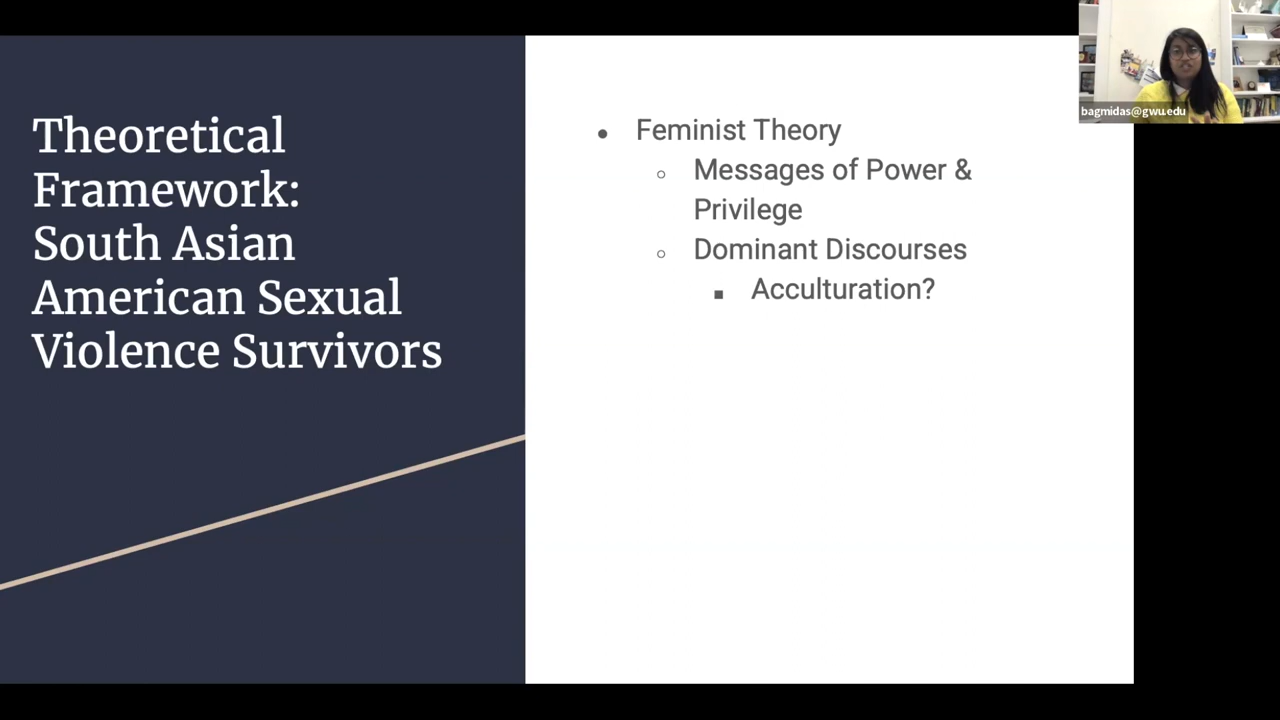 Theoretical
Framework:
South Asian
American Sexual
Violence Survivors
Feminist Theory
Messages of Power &
Privilege
Dominant Discourses
Acculturation?
bagmidas@gwu.edu